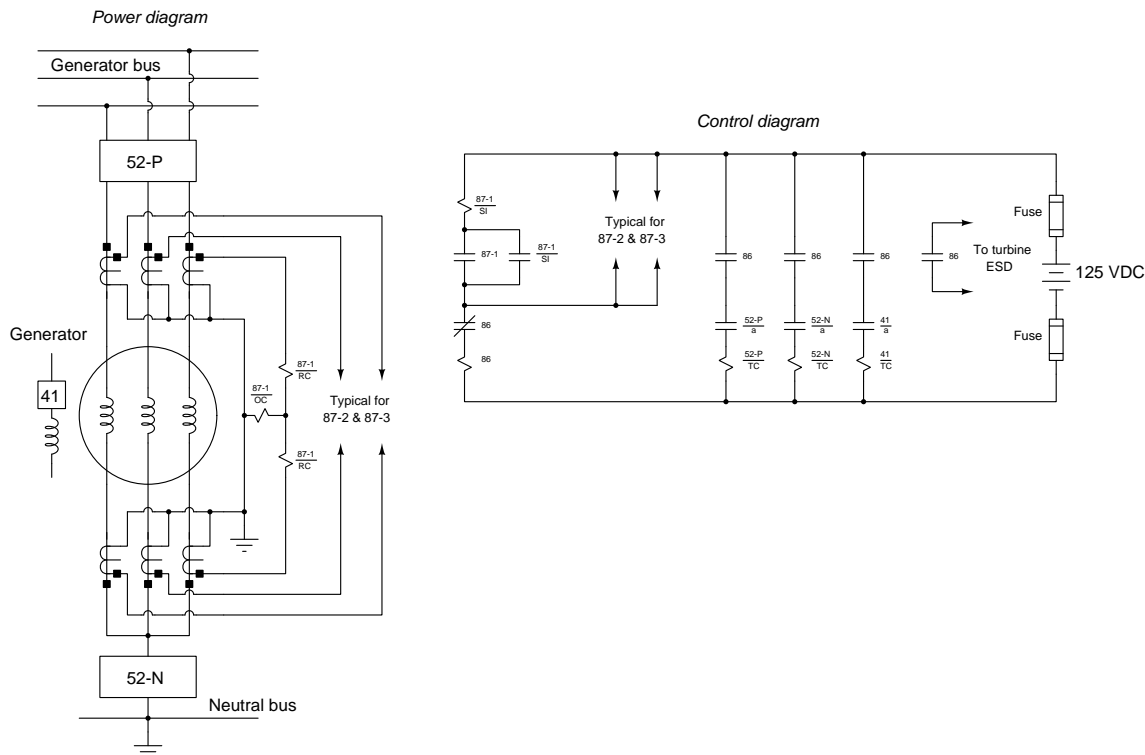 Power diagram
Generator bus
52-P
Generator
41
87-1
RC
87-1
OC
87-1
RC
Typical for
87-2 & 87-3
52-N
Neutral bus
Control diagram
87-1
SI
87-1
87-1
SI
86
86
Typical for
87-2 & 87-3
86
52-P
a
52-P
TC
86
52-N
a
52-N
TC
86
41
a
41
TC
86
To turbine
ESD
Fuse
125 VDC
Fuse